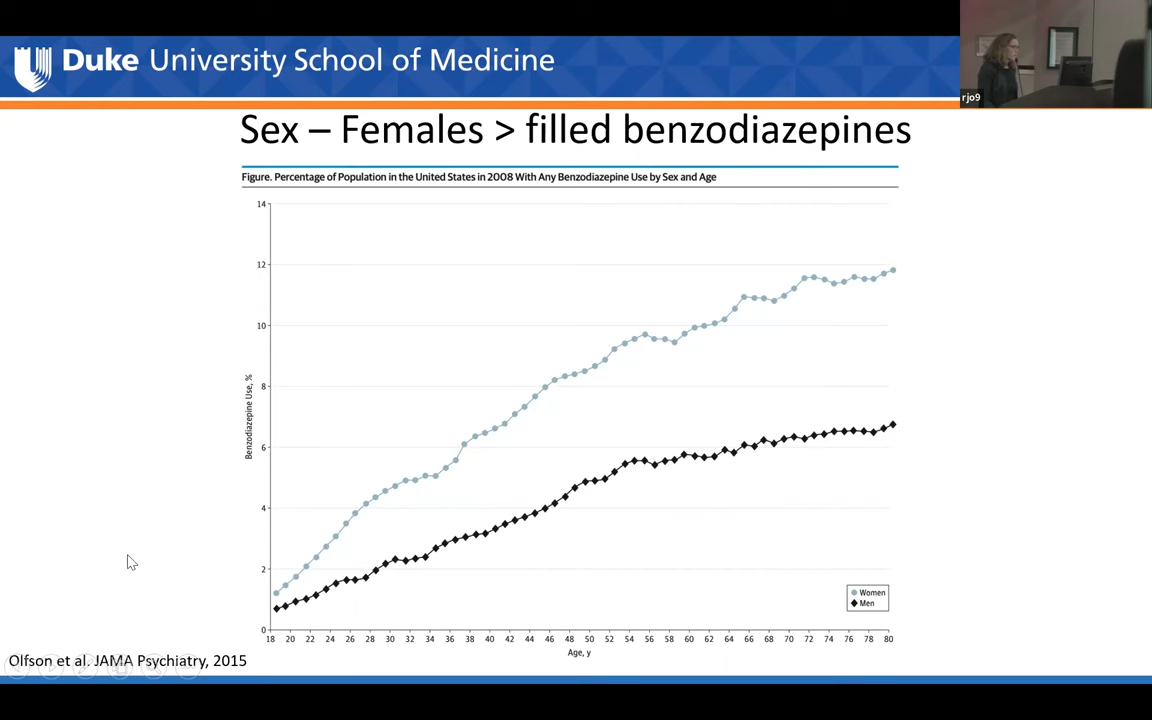 Duke University School of Medicine
rjo9
Sex – Females > filled benzodiazepines
Figure. Percentage of Population in the United States in 2008 With Any Benzodiazepine Use by Sex and Age
14
12
10
8
6
4
2
0
Benzodiazepine Use, %
18 20 22 24 26 28 30 32 34 36 38 40 42 44 46 48 50 52 54 56 58 60 62 64 66 68 70 72 74 76 78 80
Age, y
Women
Men
Olfson et al. JAMA Psychiatry, 2015